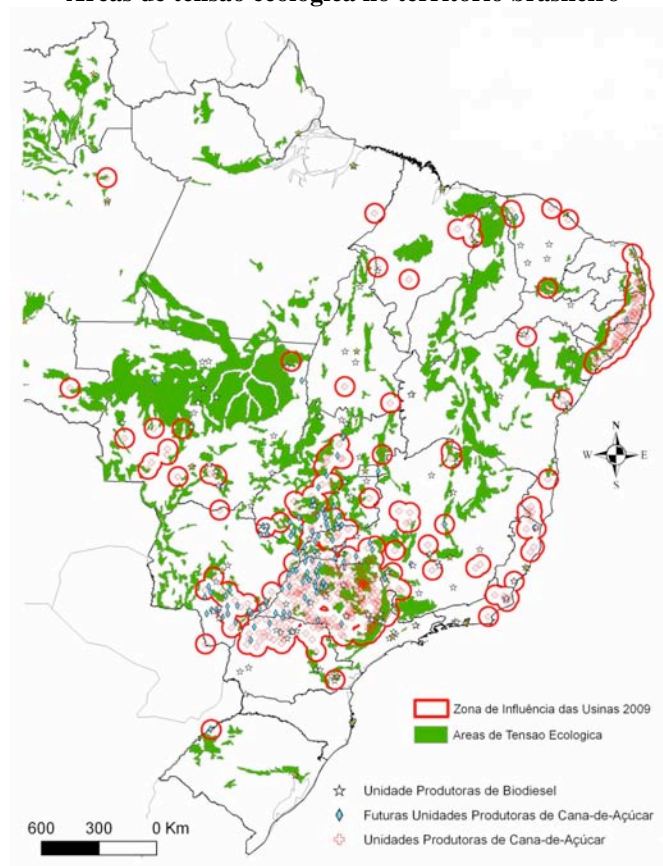 Áreas de tensão ecológica no território brasileiro
N
W E
S
Zona de Influência das Usinas 2009
Areas de Tensao Ecologica
Unidade Produtoras de Biodiesel
Futuras Unidades Produtoras de Cana-de-Açúcar
Unidades Produtoras de Cana-de-Açúcar
600 300 0 Km